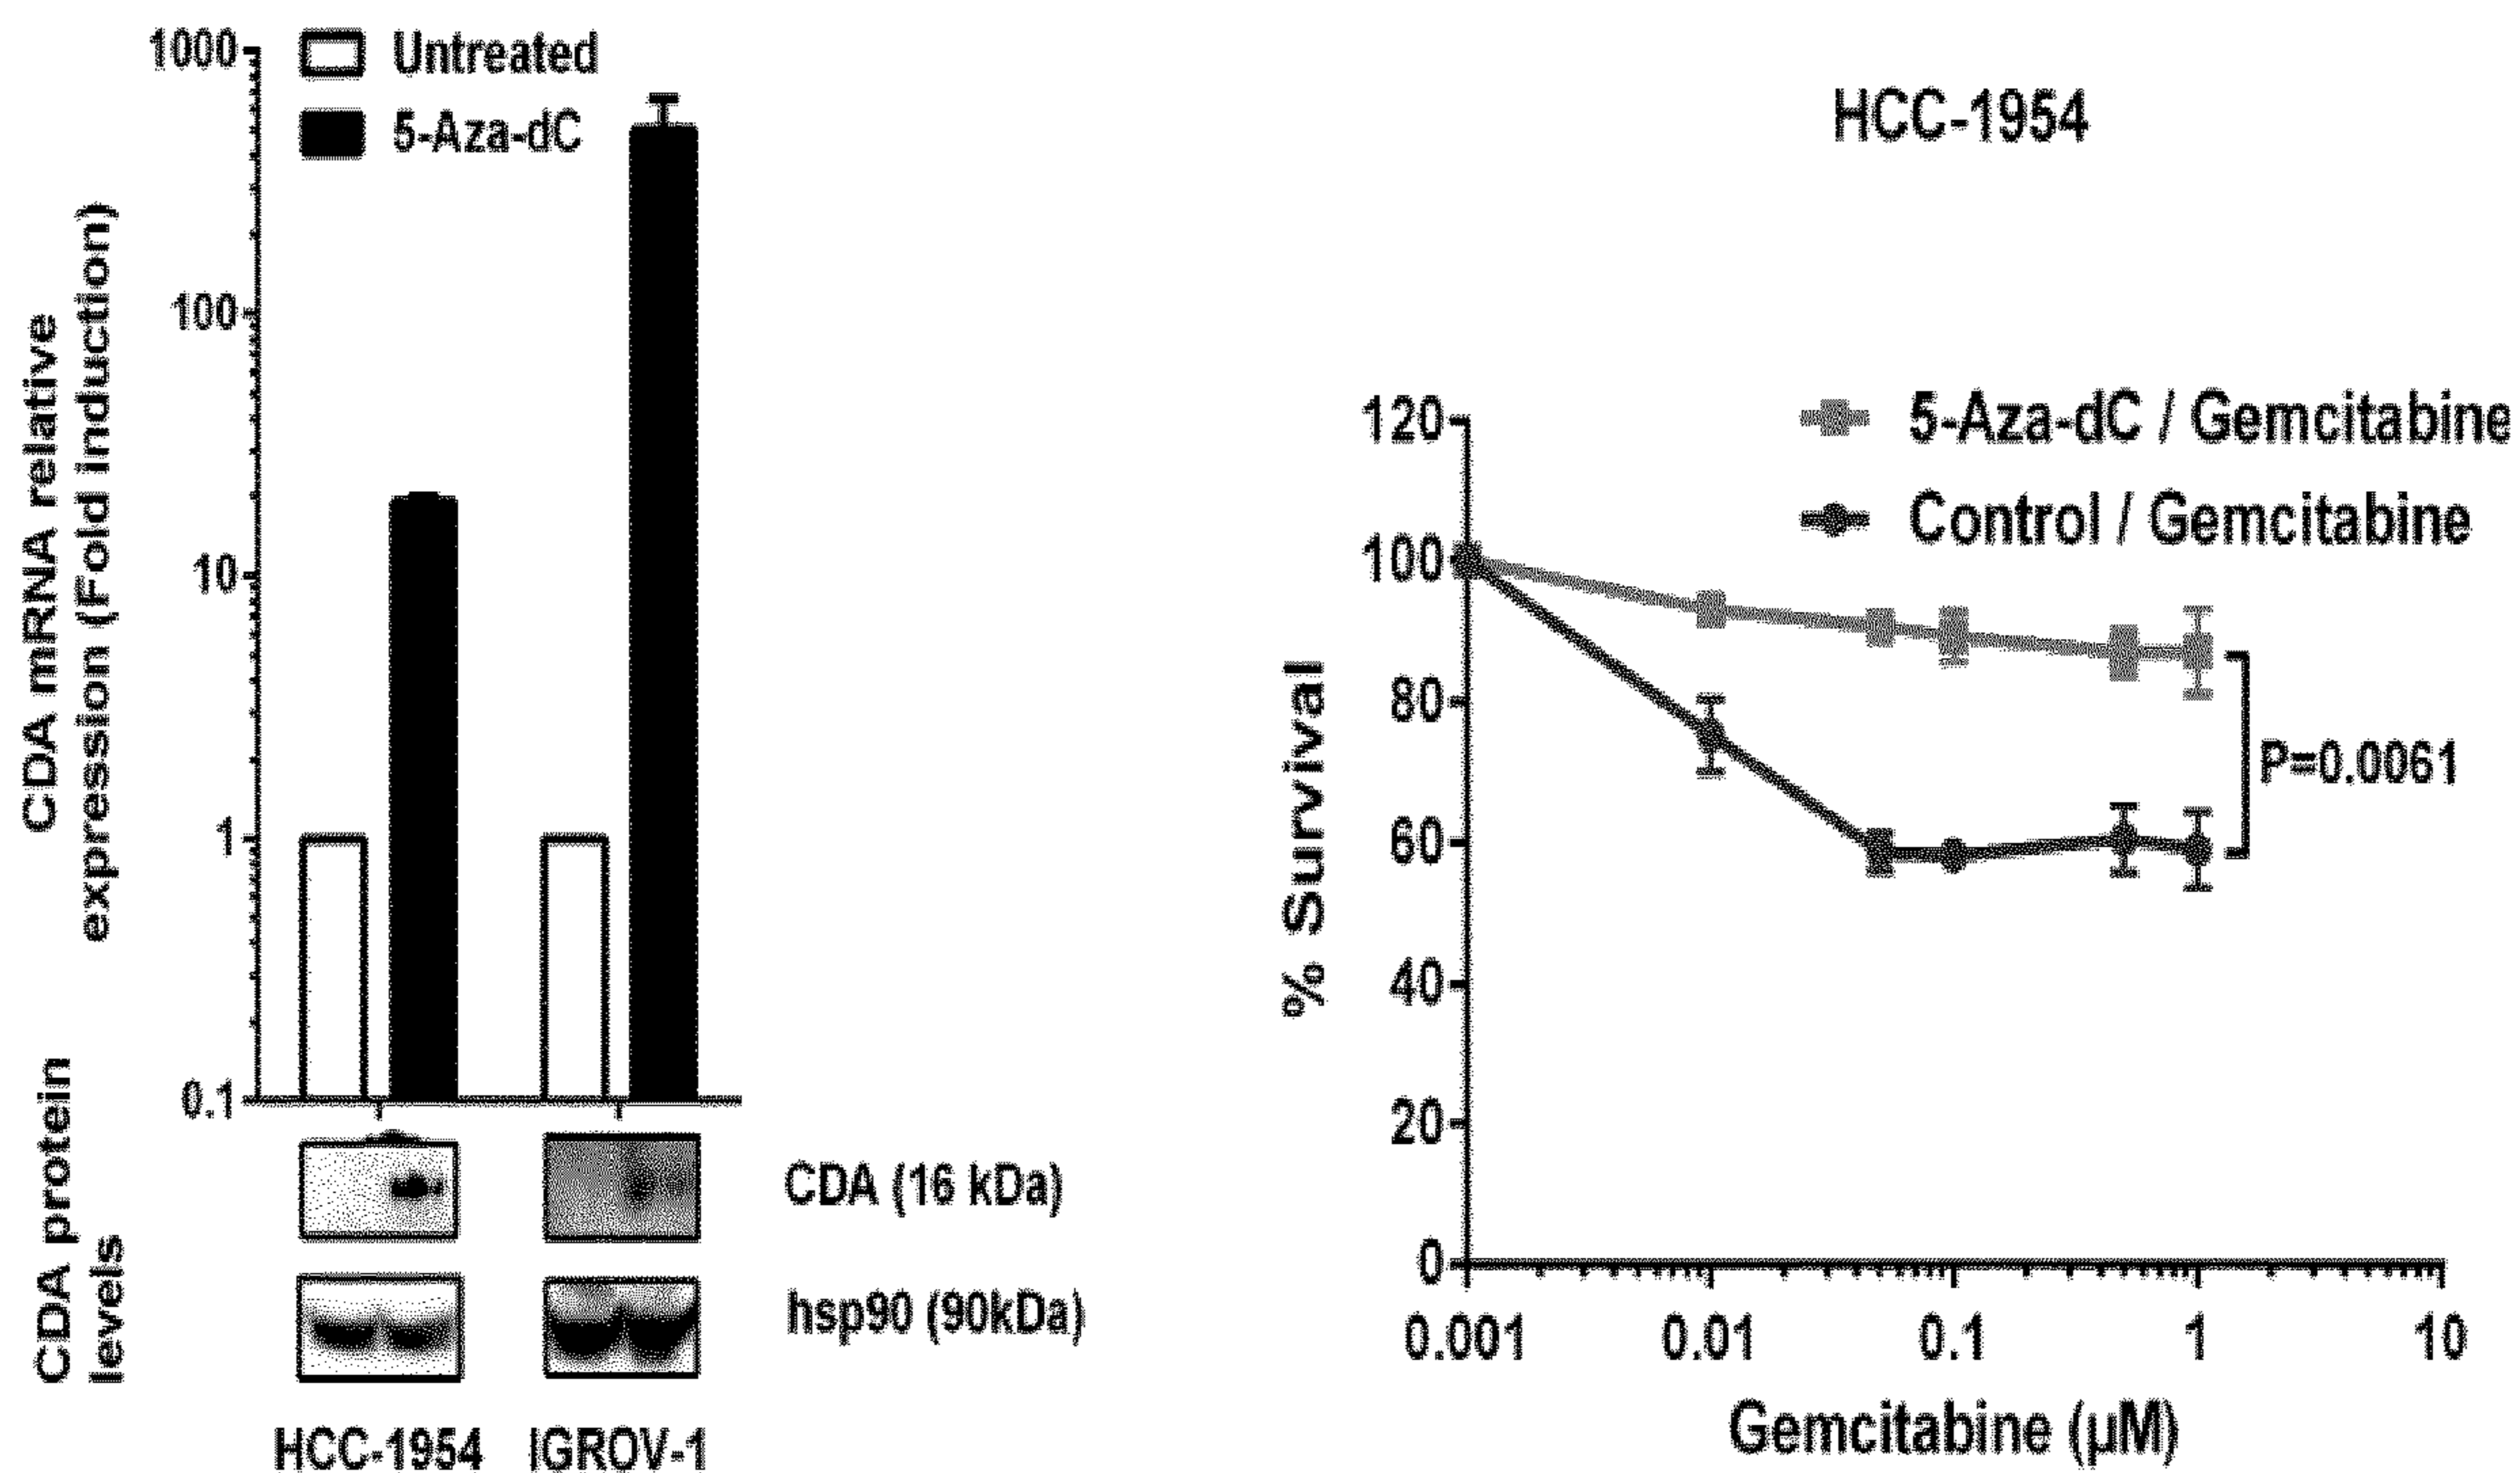 1000
100
10
1
0.1
Untreated
5-Aza-dC
CDA mRNA relative
expression (Fold induction)
CDA protein
levels
CDA (16 kDa)
hsp90 (90kDa)
HCC-1954
IGROV-1
HCC-1954
5-Aza-dC / Gemcitabine
Control / Gemcitabine
120
100
80
60
40
20
0
% Survival
P=0.0061
0.001
0.01
0.1
1
10
Gemcitabine (µM)